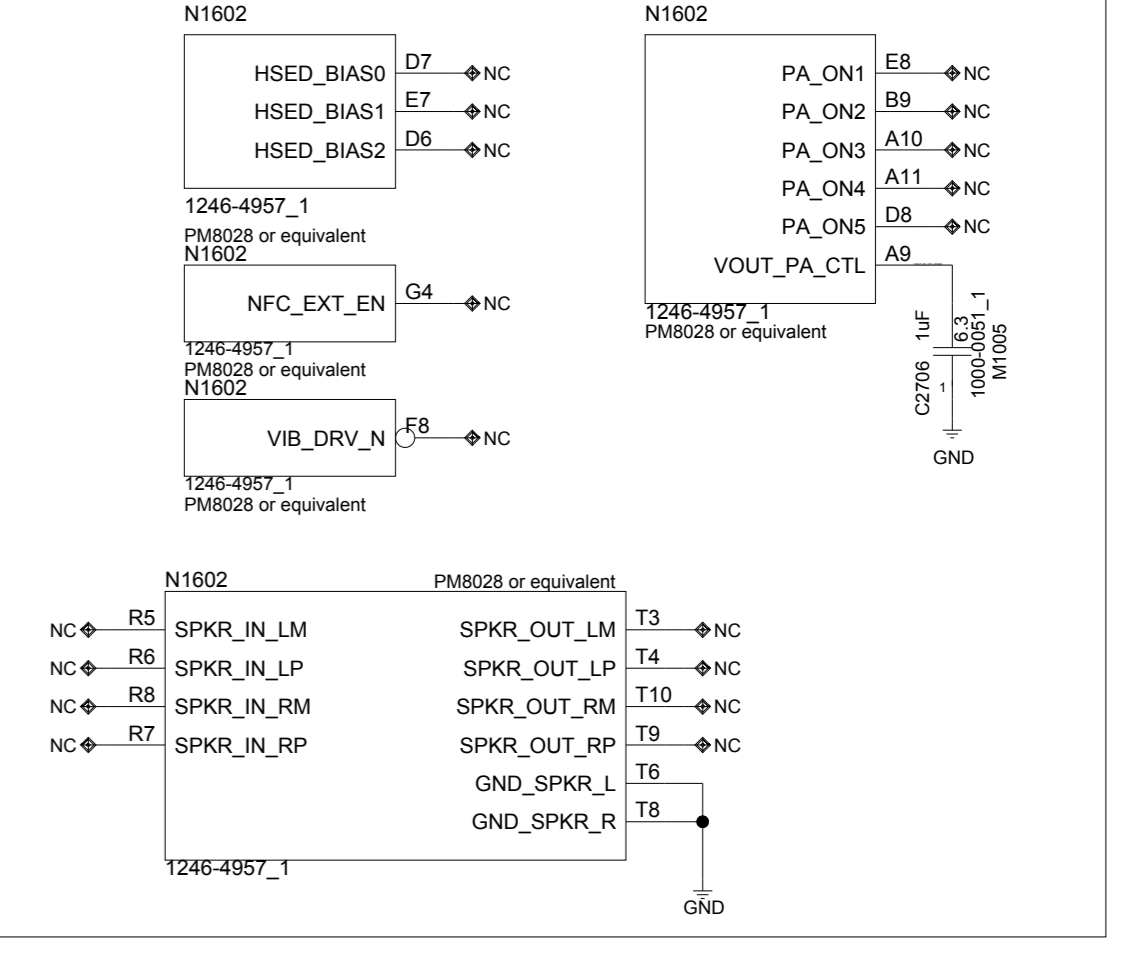 N1602
HSED_BIAS0 D7 NC
HSED_BIAS1 E7 NC
HSED_BIAS2 D6 NC
1246-4957_1
PM8028 or equivalent
N1602
NFC_EXT_EN G4 NC
1246-4957_1
PM8028 or equivalent
N1602
VIB_DRV_N F8 NC
1246-4957_1
PM8028 or equivalent
N1602
PA_ON1 E8 NC
PA_ON2 B9 NC
PA_ON3 A10 NC
PA_ON4 A11 NC
PA_ON5 D8 NC
VOUT_PA_CTL A9
1246-4957_1
PM8028 or equivalent
C2706 1uF
1
6.3
1000-0051_1
M1005
GND
N1602 PM8028 or equivalent
NC R5 SPKR_IN_LM SPKR_OUT_LM T3 NC
NC R6 SPKR_IN_LP SPKR_OUT_LP T4 NC
NC R8 SPKR_IN_RM SPKR_OUT_RM T10 NC
NC R7 SPKR_IN_RP SPKR_OUT_RP T9 NC
GND_SPKR_L T6
GND_SPKR_R T8
1246-4957_1
GND